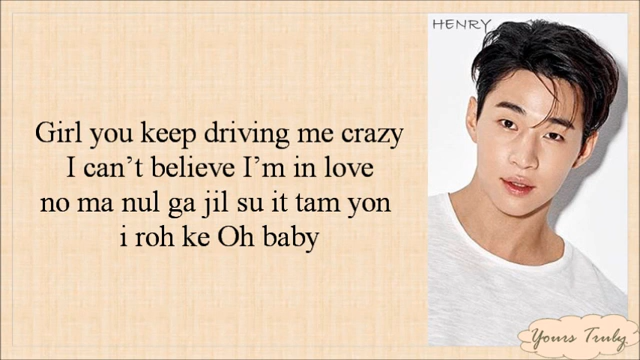 HENRY
Girl you keep driving me crazy
I can’t believe I’m in love
no ma nul ga jil su it tam yon
i roh ke Oh baby
Yours Truly